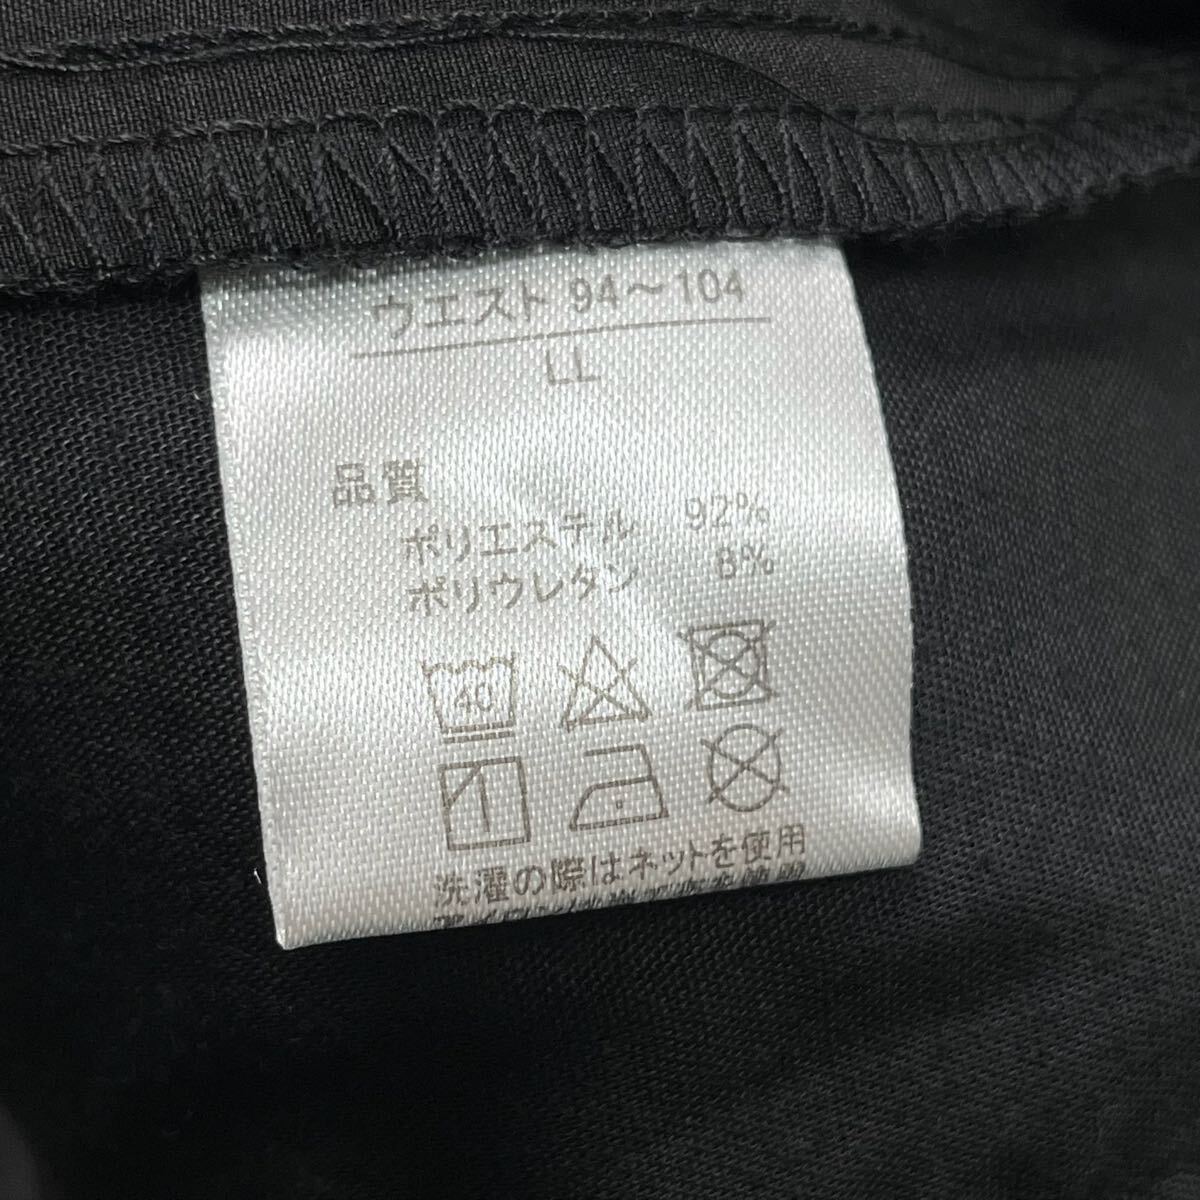 ウエスト 94～104
LL
品質
ポリエステル 92%
ポリウレタン 8%
40
洗濯の際はネットを使用